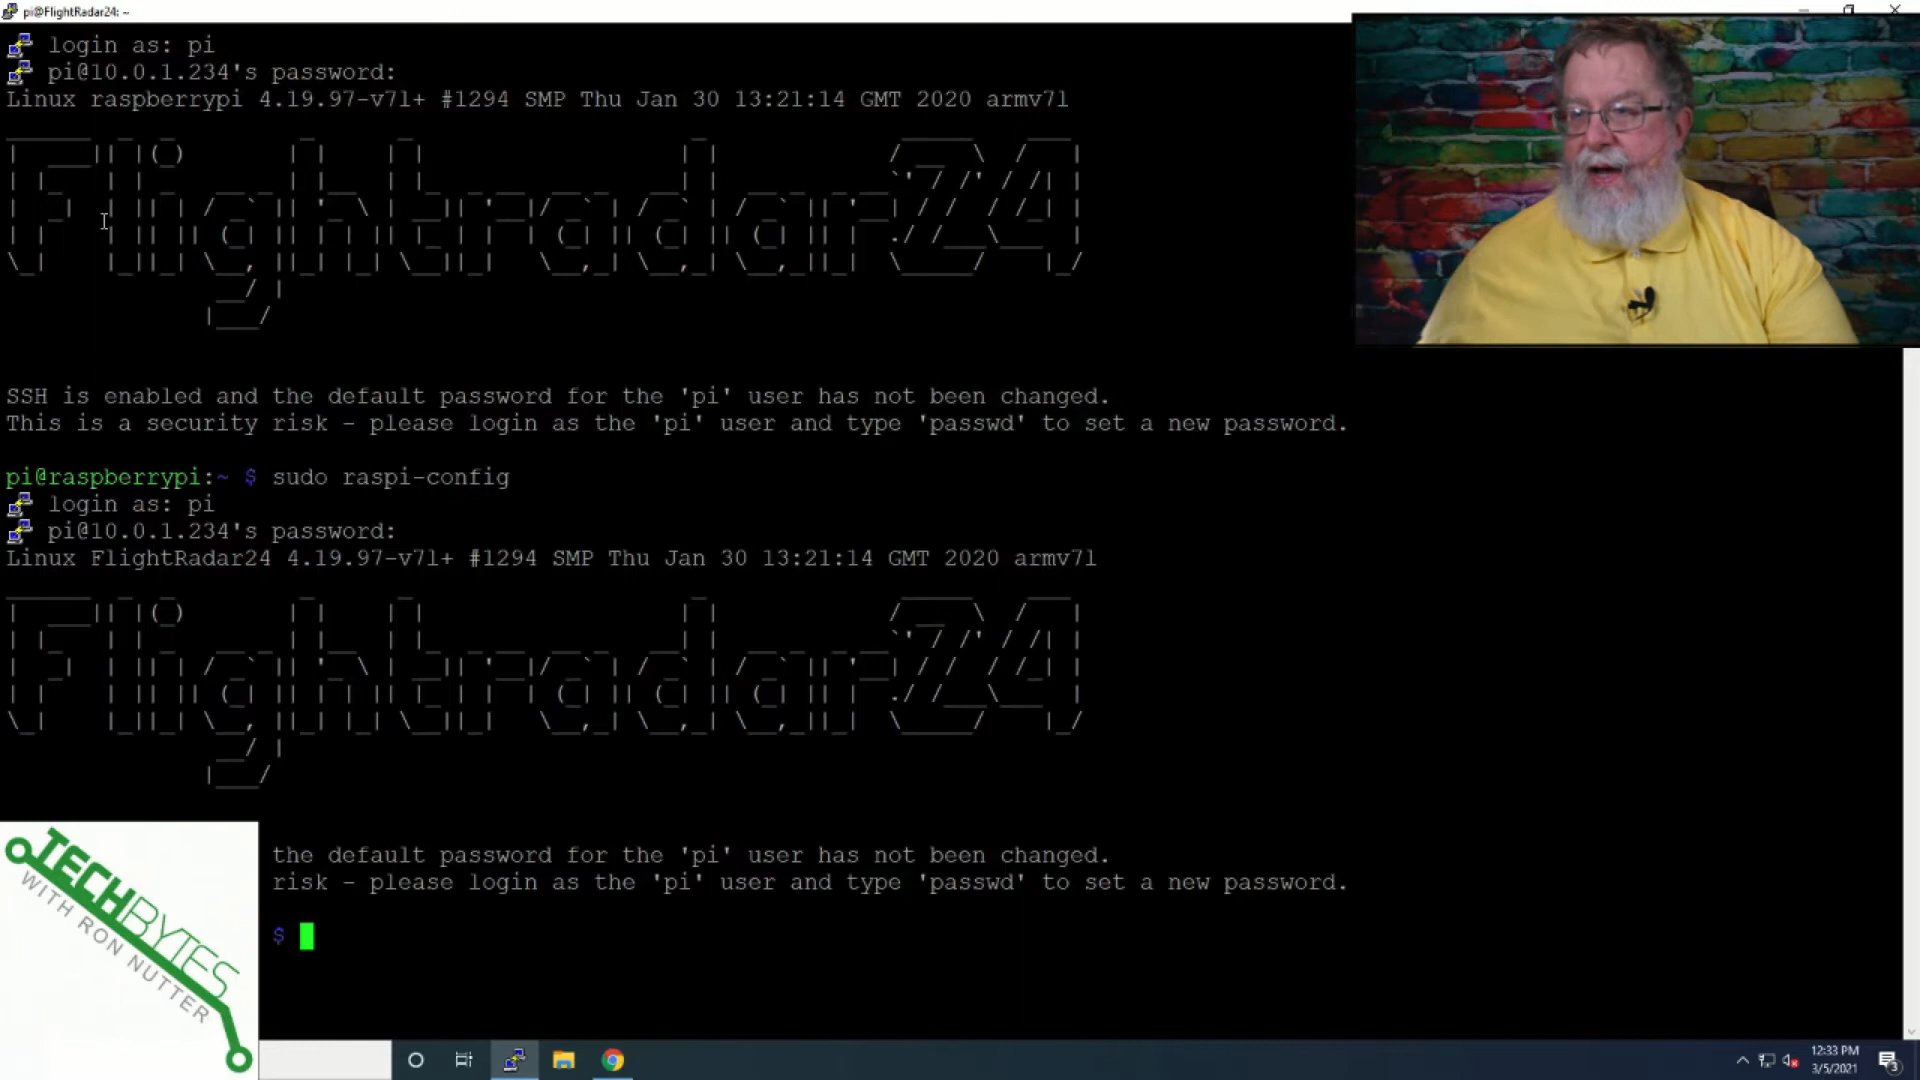 pi@FlightRadar24: ~
login as: pi
pi@10.0.1.234's password:
Linux raspberrypi 4.19.97-v7l+ #1294 SMP Thu Jan 30 13:21:14 GMT 2020 armv7l
Flightradar24
SSH is enabled and the default password for the 'pi' user has not been changed.
This is a security risk - please login as the 'pi' user and type 'passwd' to set a new password.
pi@raspberrypi:~ $ sudo raspi-config
login as: pi
pi@10.0.1.234's password:
Linux FlightRadar24 4.19.97-v7l+ #1294 SMP Thu Jan 30 13:21:14 GMT 2020 armv7l
Flightradar24
the default password for the 'pi' user has not been changed.
risk - please login as the 'pi' user and type 'passwd' to set a new password.
$
TECHBYTES
WITH RON NUTTER
12:33 PM
3/5/2021
3